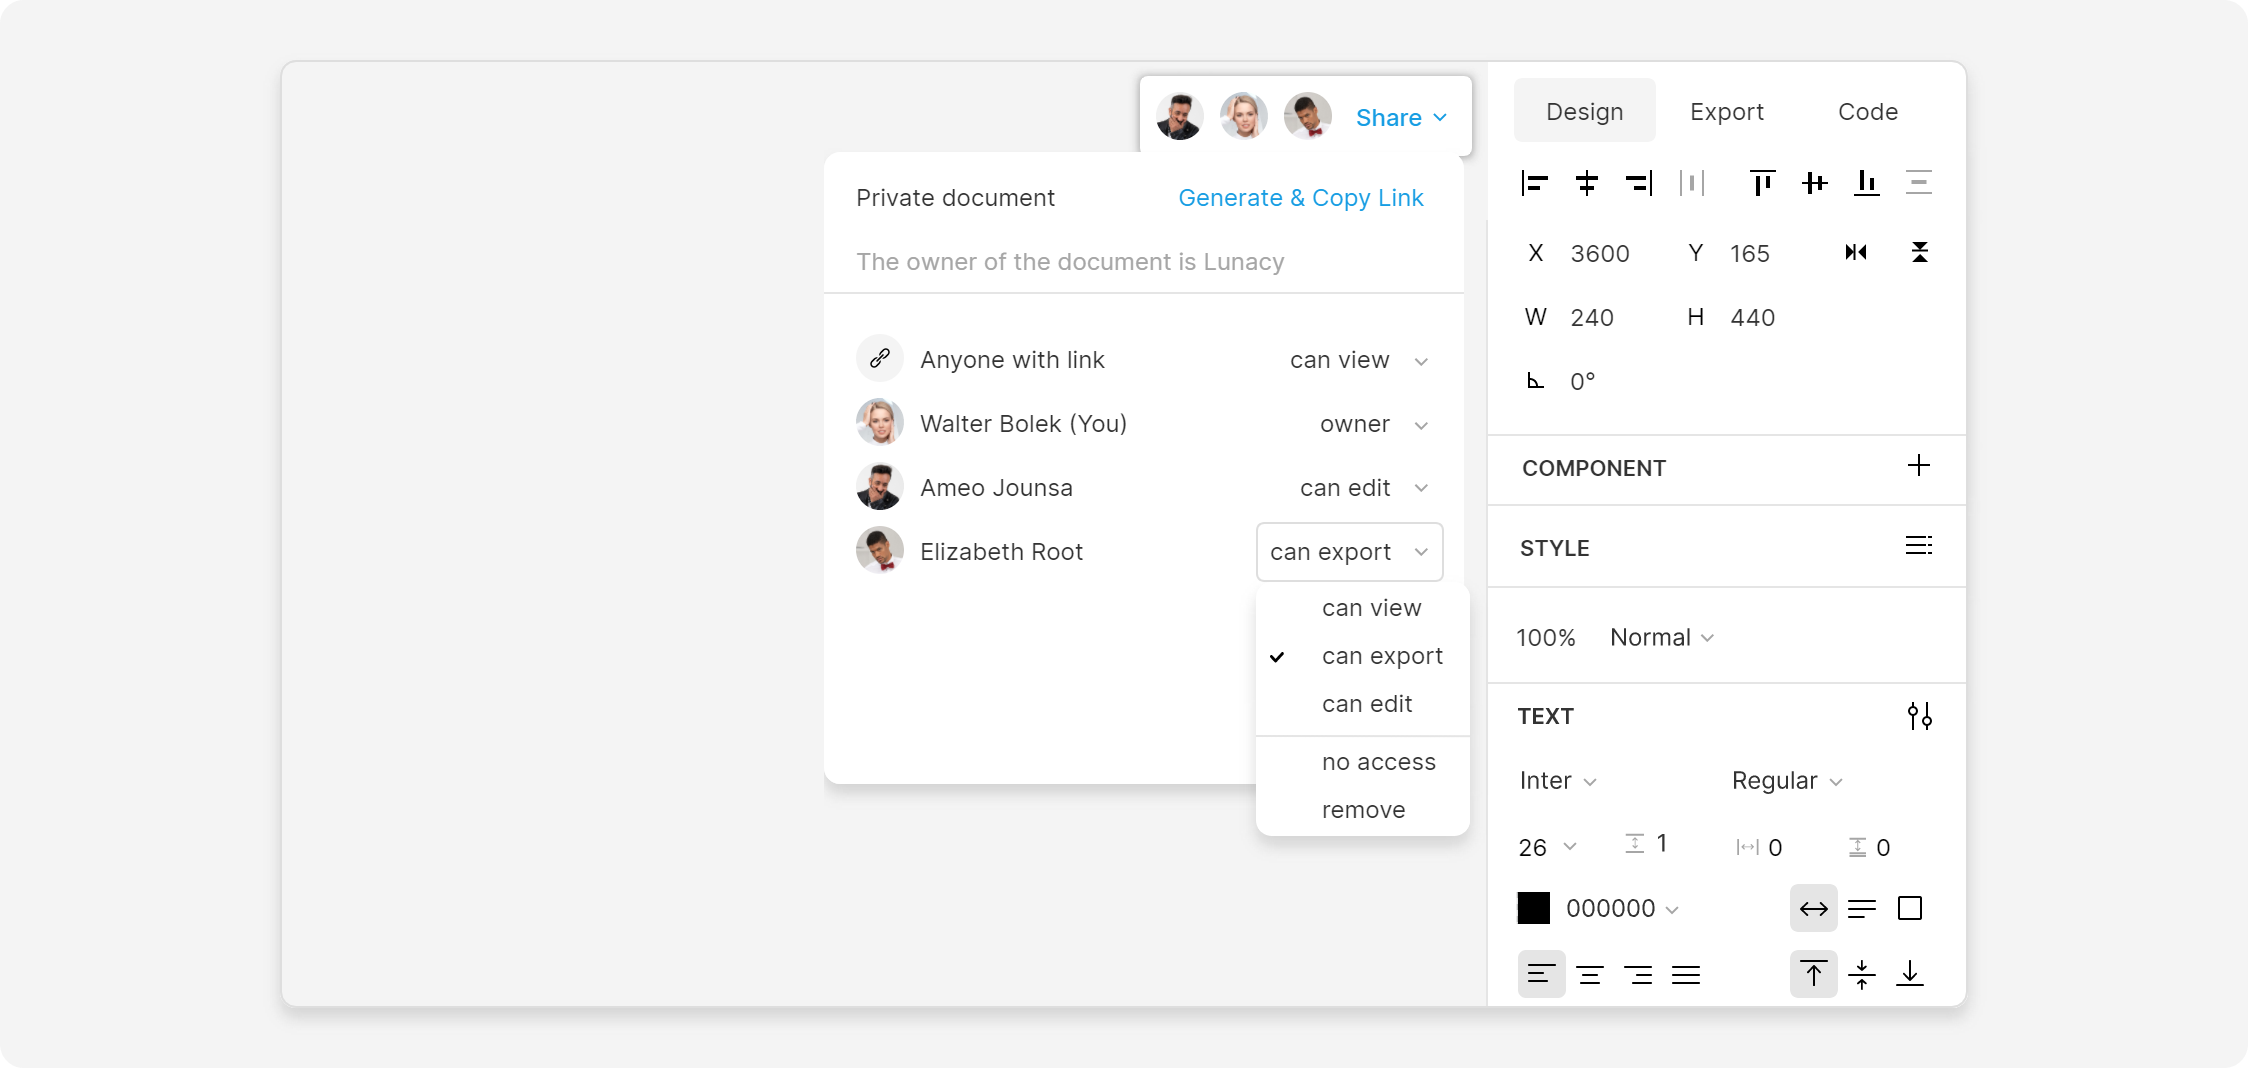 Share
Private document Generate & Copy Link
The owner of the document is Lunacy
Anyone with link can view
Walter Bolek (You) owner
Ameo Jounsa can edit
Elizabeth Root can export
can view
can export
can edit
no access
remove
Design Export Code
X 3600 Y 165
W 240 H 440
0°
COMPONENT
STYLE
100% Normal
TEXT
Inter Regular
26 1 0 0
000000